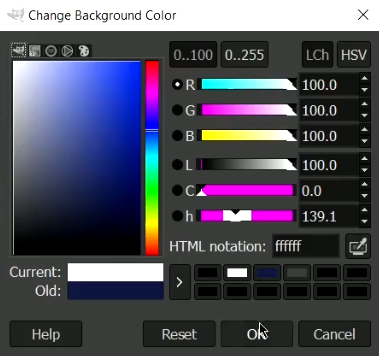 Change Background Color
0..100 0..255 LCh HSV
R 100.0
G 100.0
B 100.0
L 100.0
C 0.0
h 139.1
HTML notation: ffffff
Current:
Old:
Help Reset OK Cancel